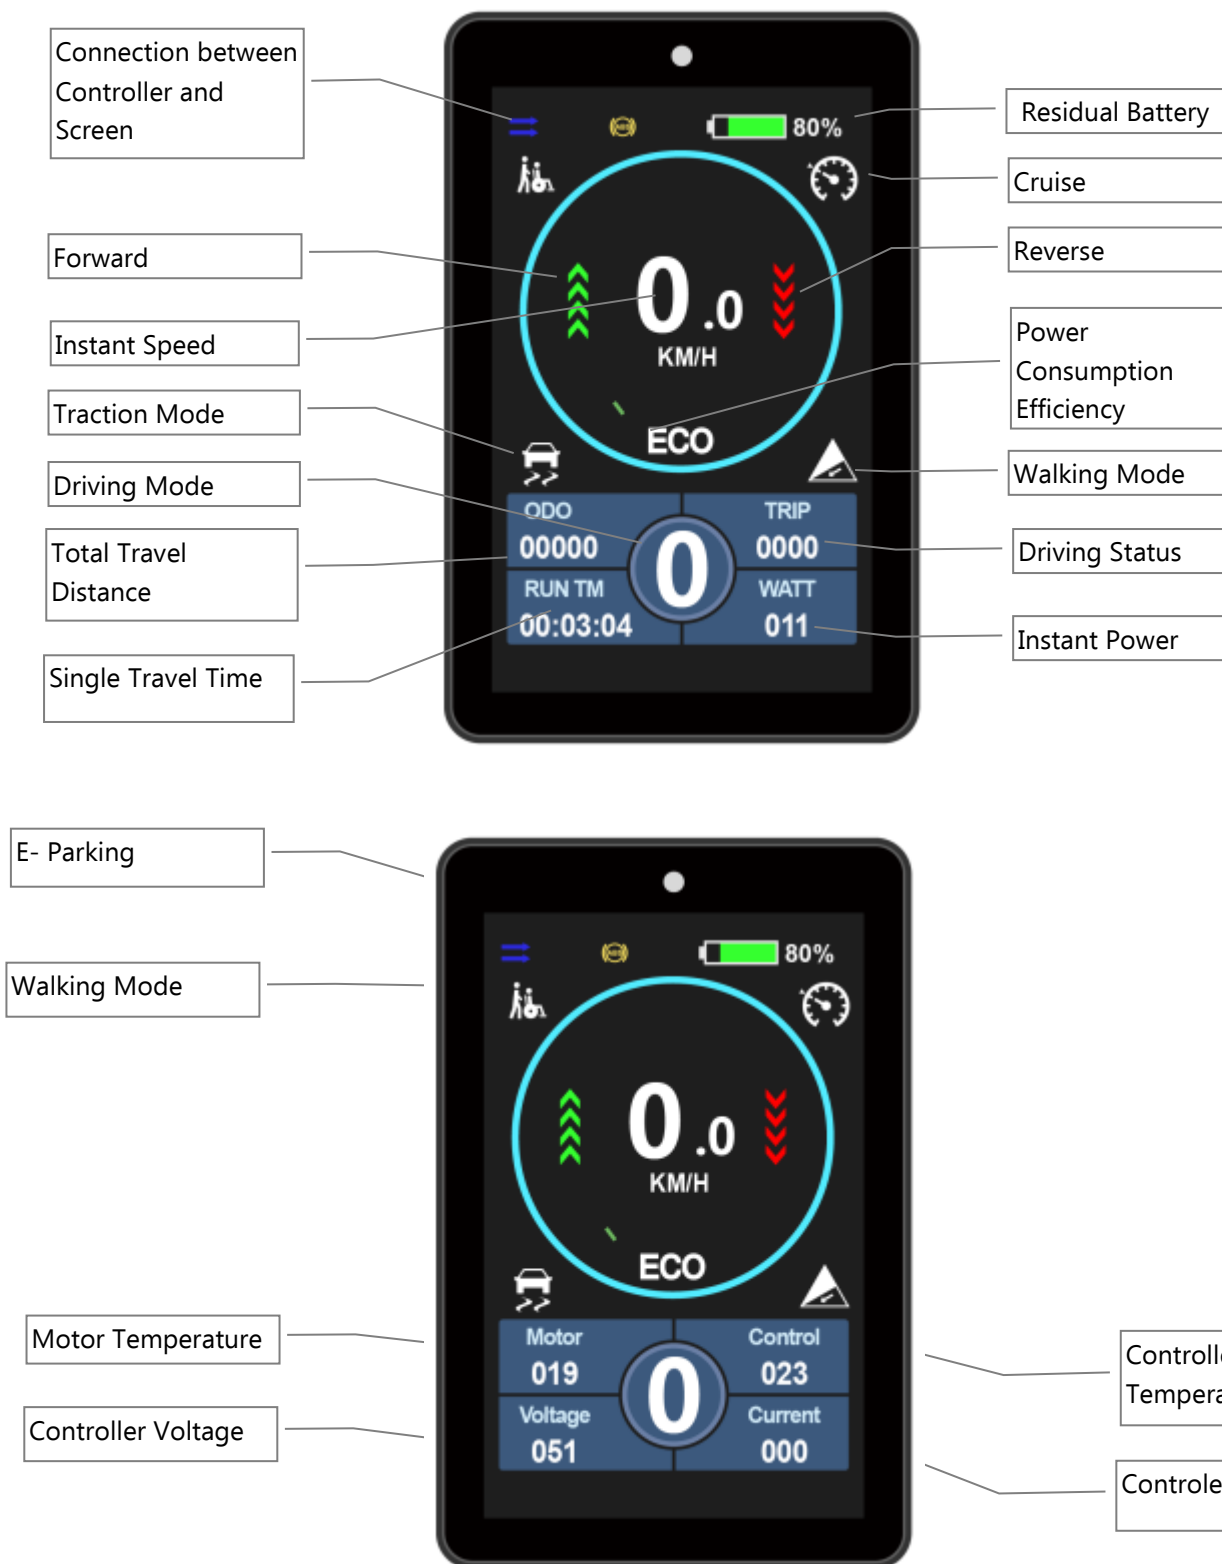 Connection between
Controller and
Screen
Forward
Instant Speed
Traction Mode
Driving Mode
Total Travel
Distance
Single Travel Time
80%
0.0
KM/H
ECO
ODO
00000
TRIP
0000
0
RUN TM
00:03:04
WATT
011
Residual Battery
Cruise
Reverse
Power
Consumption
Efficiency
Walking Mode
Driving Status
Instant Power
E- Parking
Walking Mode
Motor Temperature
Controller Voltage
80%
0.0
KM/H
ECO
Motor
019
Control
023
0
Voltage
051
Current
000